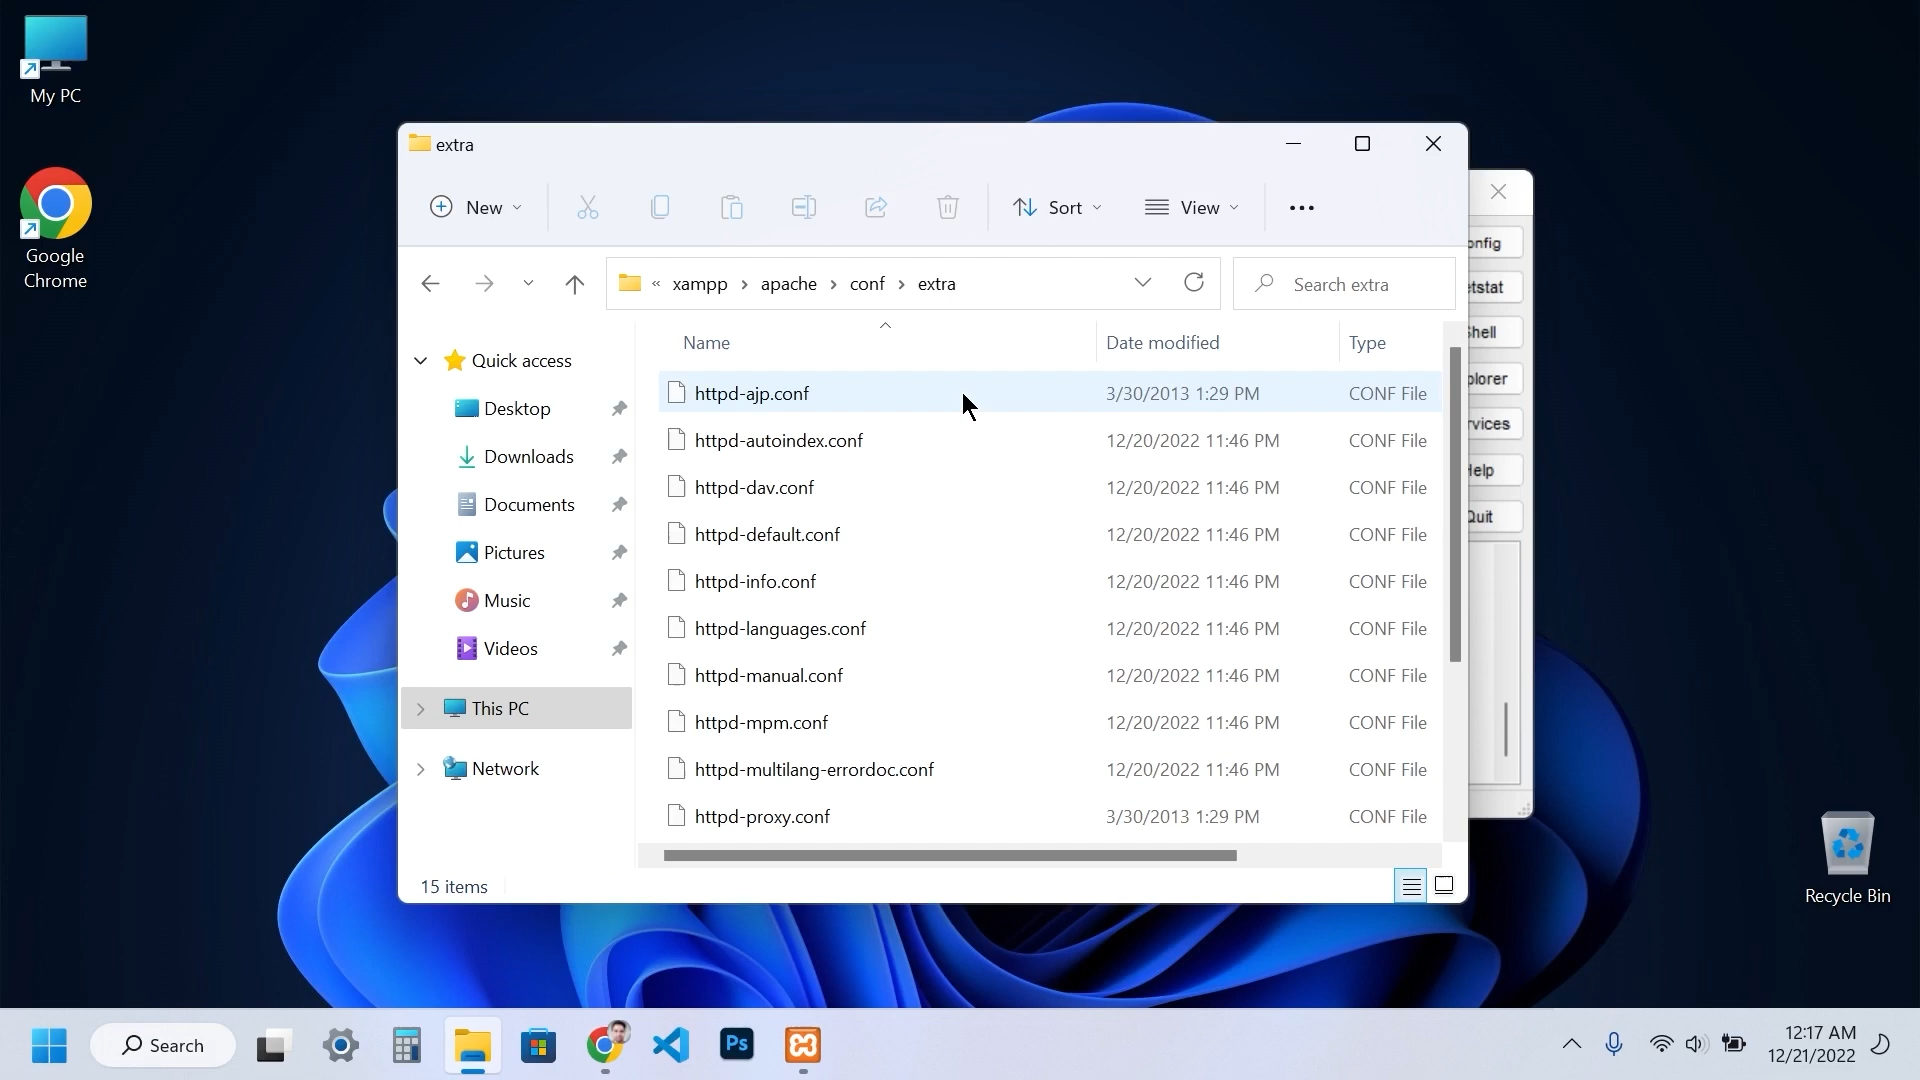 My PC
Google
Chrome
extra
New
Sort
View
« xampp > apache > conf > extra
Search extra
Quick access
Desktop
Downloads
Documents
Pictures
Music
Videos
This PC
Network
Name Date modified Type
httpd-ajp.conf 3/30/2013 1:29 PM CONF File
httpd-autoindex.conf 12/20/2022 11:46 PM CONF File
httpd-dav.conf 12/20/2022 11:46 PM CONF File
httpd-default.conf 12/20/2022 11:46 PM CONF File
httpd-info.conf 12/20/2022 11:46 PM CONF File
httpd-languages.conf 12/20/2022 11:46 PM CONF File
httpd-manual.conf 12/20/2022 11:46 PM CONF File
httpd-mpm.conf 12/20/2022 11:46 PM CONF File
httpd-multilang-errordoc.conf 12/20/2022 11:46 PM CONF File
httpd-proxy.conf 3/30/2013 1:29 PM CONF File
15 items
onfig
etstat
Shell
plorer
rvices
Help
Quit
Recycle Bin
Search
Ps
12:17 AM
12/21/2022